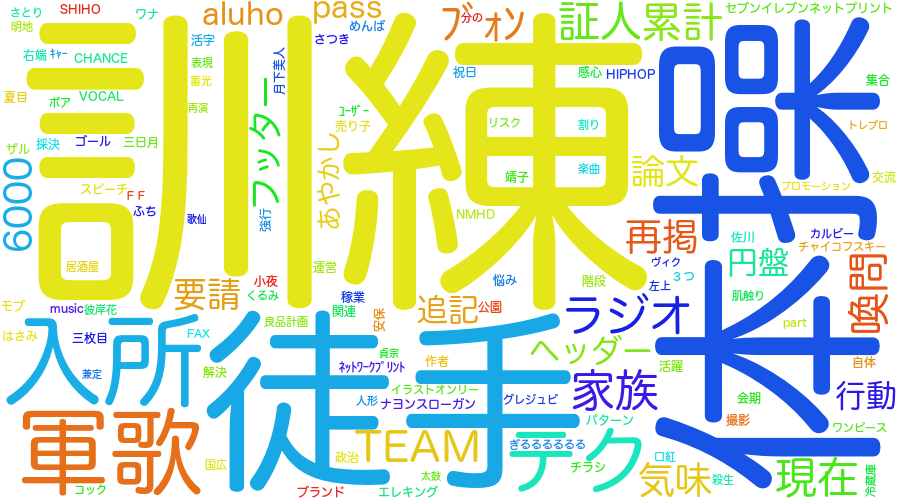 さとり SHIHO ワナ aluho pass ﾌﾞｫﾝ 分の 証人累計 セブンイレブンネットプリント
明地 活字 さつき めんば
右端 ｷｬｰ CHANCE 表現 月下美人 祝日 感心 HIPHOP 集合
夏目 ボア VOCAL 蓄光 ﾕｰｻﾞｰ
訓練 体操
再演 売り子 リスク 割り トレブロ
採決 ゴール フッター
ザル 三日月 あやかし 楽曲 論文 交流
6000 スピーチ ＦＦ 靖子 プロモーション
ふち 歌仙 強行 NMHD 再掲 佐川 カルビー
チャイコフスキー
居酒屋 運営 悩み 階段 ヴィク ３つ 円盤 喚問
モブ music 彼岸花 要請 小夜 くるみ 稼業 追記 公園 左上 肌触り
関連 ラジオ part
はさみ 三枚目 FAX 良品計画 安保
入所 徒手
兼定 解決 貞宗 作者 ヘッダー 活躍 自体
ﾈｯﾄﾜｰｸﾌﾟﾘﾝﾄ
イラストオンリー 家族 行動
人形 ナヨンスローガン グレジュビ 会期
軍歌 撮影
パターン ワンピース
TEAM ぎるるるるるる テク
国広 政治 口紅 現在
太鼓 チラシ 気味 殺生 冷蔵庫
コック ブランド エレキング